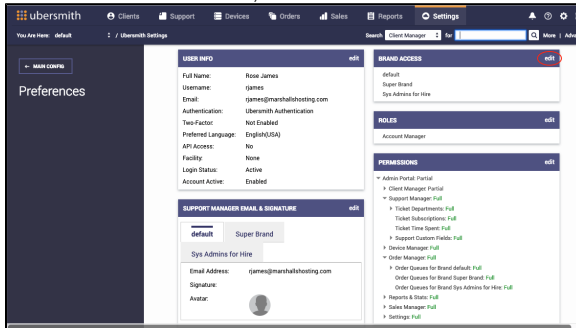 ubersmith
Clients
Support
Devices
Orders
Sales
Reports
Settings
You Are Here: default / Ubersmith Settings
Search Client Manager for
More | Adva
← MAIN CONFIG
Preferences
USER INFO edit
Full Name: Rose James
Username: rjames
Email: rjames@marshallshosting.com
Authentication: Ubersmith Authentication
Two-Factor: Not Enabled
Preferred Language: English(USA)
API Access: No
Facility: None
Login Status: Active
Account Active: Enabled
SUPPORT MANAGER EMAIL & SIGNATURE edit
default Super Brand
Sys Admins for Hire
Email Address: rjames@marshallshosting.com
Signature:
Avatar:
BRAND ACCESS edit
default
Super Brand
Sys Admins for Hire
ROLES edit
Account Manager
PERMISSIONS edit
Admin Portal: Partial
Client Manager: Partial
Support Manager: Full
Ticket Departments: Full
Ticket Subscriptions: Full
Ticket Time Spent: Full
Support Custom Fields: Full
Device Manager: Full
Order Manager: Full
Order Queues for Brand default: Full
Order Queues for Brand Super Brand: Full
Order Queues for Brand Sys Admins for Hire: Full
Reports & Stats: Full
Sales Manager: Full
Settings: Full